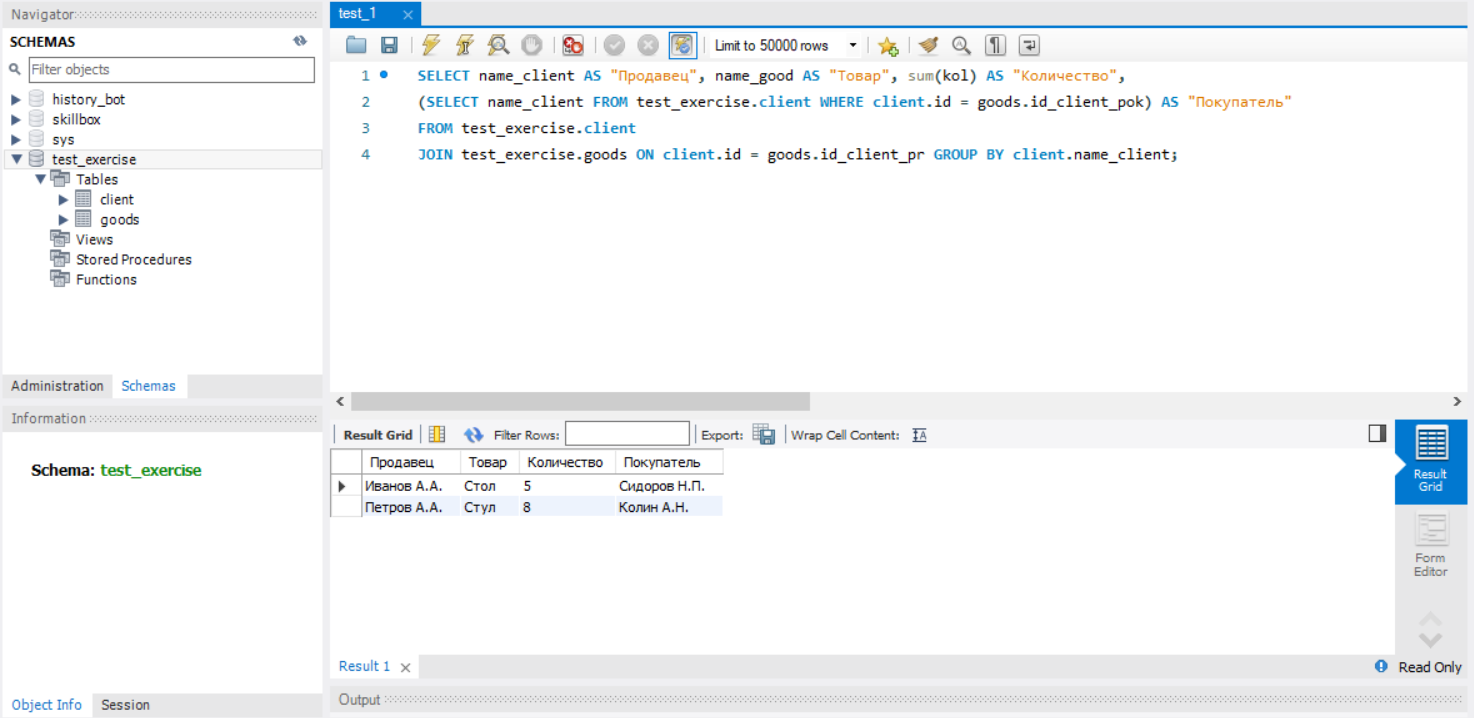 Navigator
SCHEMAS
Filter objects
history_bot
skillbox
sys
test_exercise
Tables
client
goods
Views
Stored Procedures
Functions
Administration Schemas
Information
Schema: test_exercise
Object Info Session
test_1
Limit to 50000 rows
1 SELECT name_client AS "Продавец", name_good AS "Товар", sum(kol) AS "Количество",
2 (SELECT name_client FROM test_exercise.client WHERE client.id = goods.id_client_pok) AS "Покупатель"
3 FROM test_exercise.client
4 JOIN test_exercise.goods ON client.id = goods.id_client_pr GROUP BY client.name_client;
Result Grid Filter Rows: Export: Wrap Cell Content:
Продавец Товар Количество Покупатель
Иванов А.А. Стол 5 Сидоров Н.П.
Петров А.А. Стул 8 Колин А.Н.
Result
Grid
Form
Editor
Result 1 Read Only
Output